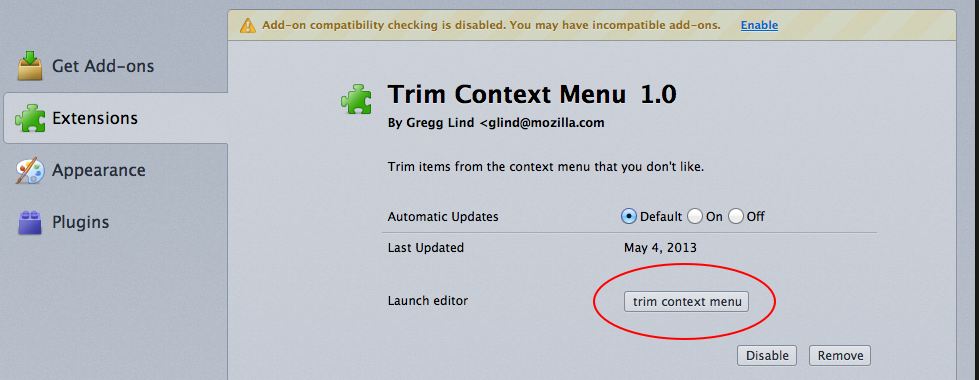 Add-on compatibility checking is disabled. You may have incompatible add-ons. Enable
Get Add-ons
Extensions
Appearance
Plugins
Trim Context Menu 1.0
By Gregg Lind <glind@mozilla.com
Trim items from the context menu that you don't like.
Automatic Updates Default On Off
Last Updated May 4, 2013
Launch editor trim context menu
Disable Remove